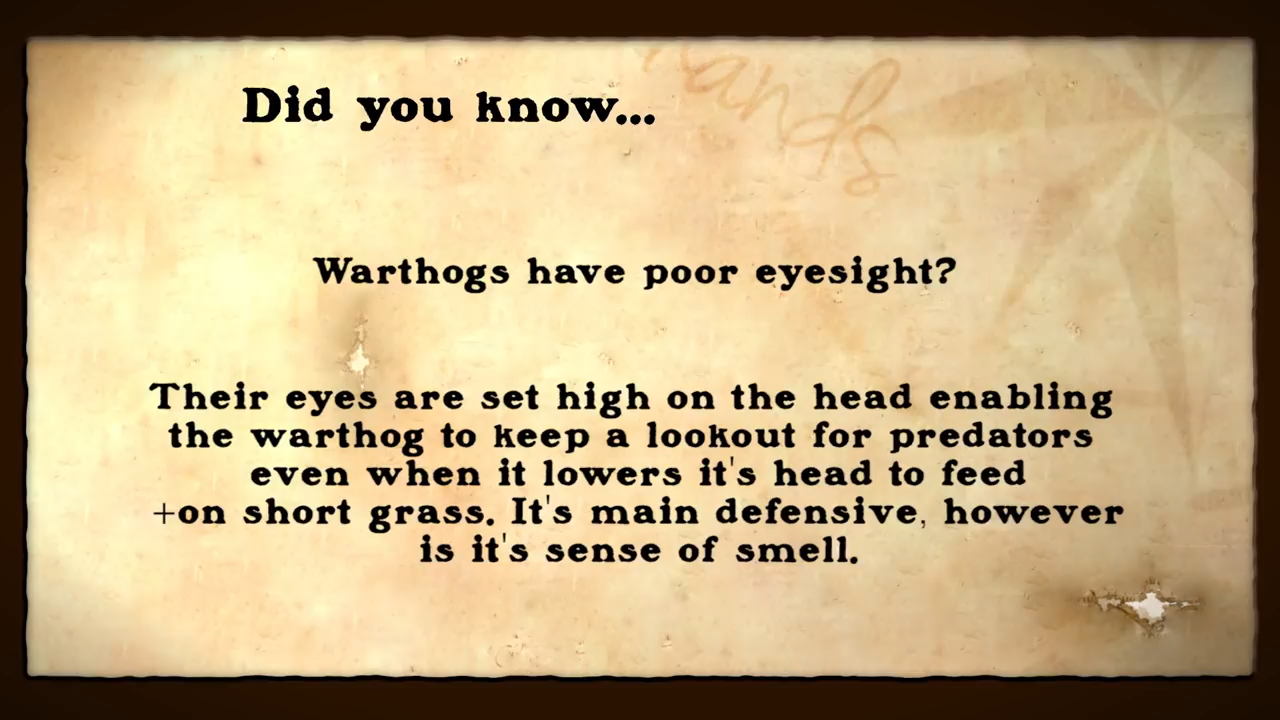 Did you know...
Warthogs have poor eyesight?
Their eyes are set high on the head enabling
the warthog to keep a lookout for predators
even when it lowers it's head to feed
+on short grass. It's main defensive, however
is it's sense of smell.